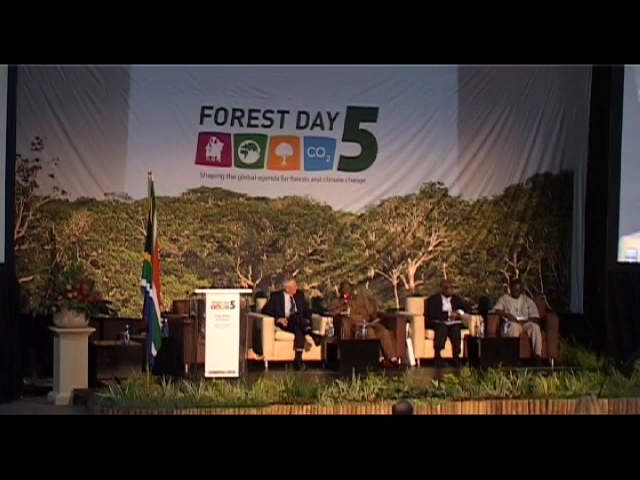 FOREST DAY 5
CO2
Shaping the global agenda for forests and climate change